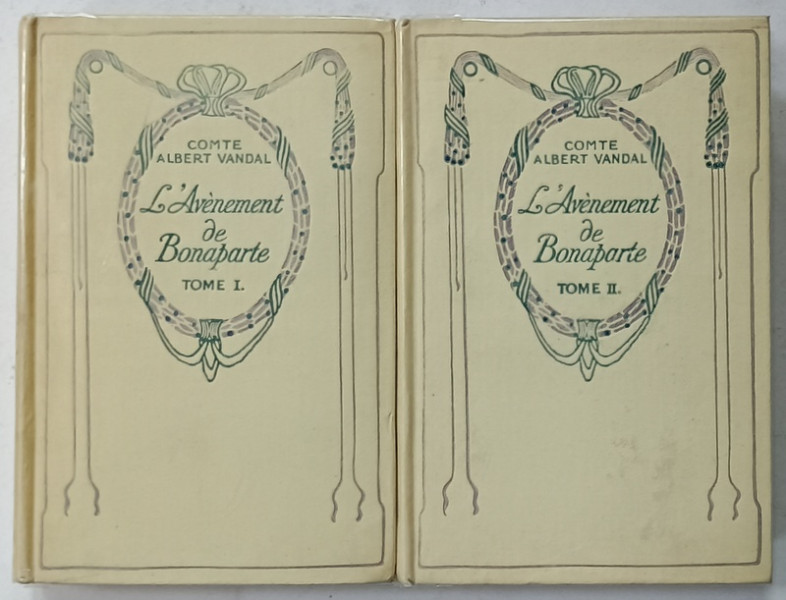 COMTE
ALBERT VANDAL
L'Avènement
de
Bonaparte
TOME I.
COMTE
ALBERT VANDAL
L'Avènement
de
Bonaparte
TOME II.